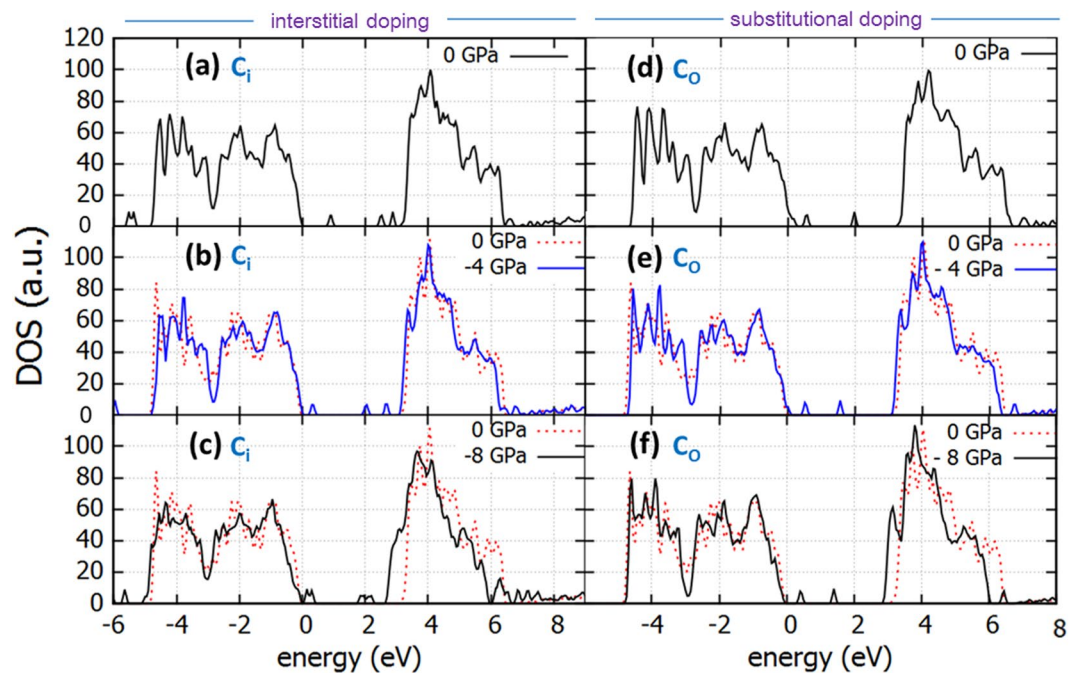 interstitial doping
substitutional doping
DOS (a.u.)
120
100
80
60
40
20
0
(a) Ci
0 GPa
(d) CO
0 GPa
100
80
60
40
20
0
(b) Ci
0 GPa
-4 GPa
(e) CO
0 GPa
- 4 GPa
100
80
60
40
20
0
(c) Ci
0 GPa
-8 GPa
(f) CO
0 GPa
- 8 GPa
-6 -4 -2 0 2 4 6 8
-4 -2 0 2 4 6 8
energy (eV)
energy (eV)